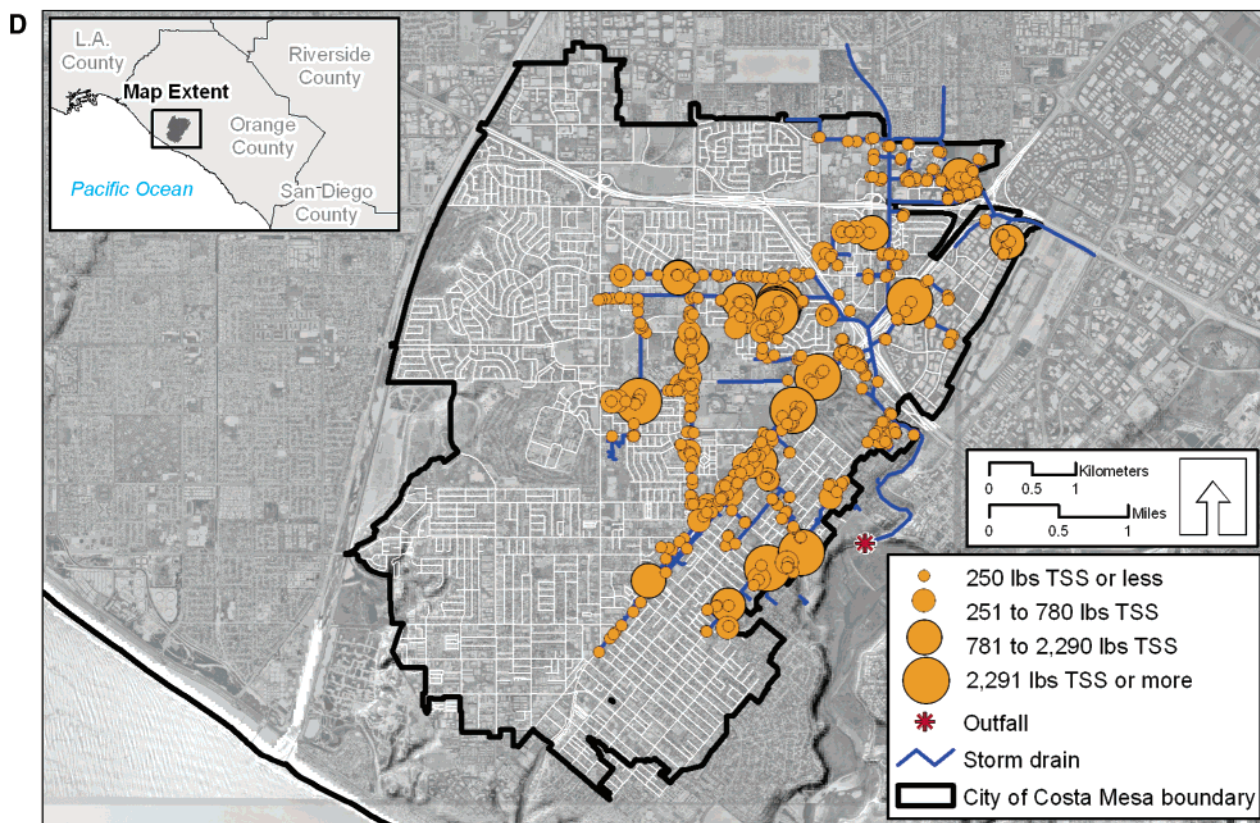 D
L.A.
County
Riverside
County
Map Extent
Orange
County
Pacific Ocean
San Diego
County
Kilometers
0 0.5 1
Miles
0 0.5 1
250 lbs TSS or less
251 to 780 lbs TSS
781 to 2,290 lbs TSS
2,291 lbs TSS or more
Outfall
Storm drain
City of Costa Mesa boundary